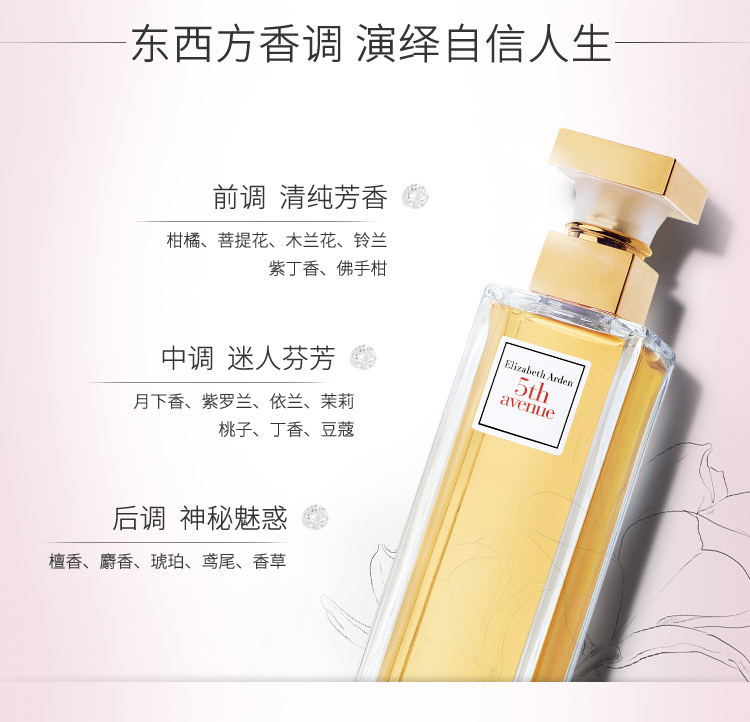 东西方香调 演绎自信人生
前调 清纯芳香
柑橘、菩提花、木兰花、铃兰
紫丁香、佛手柑
中调 迷人芬芳
月下香、紫罗兰、依兰、茉莉
桃子、丁香、豆蔻
后调 神秘魅惑
檀香、麝香、琥珀、鸢尾、香草
Elizabeth Arden
5th
avenue